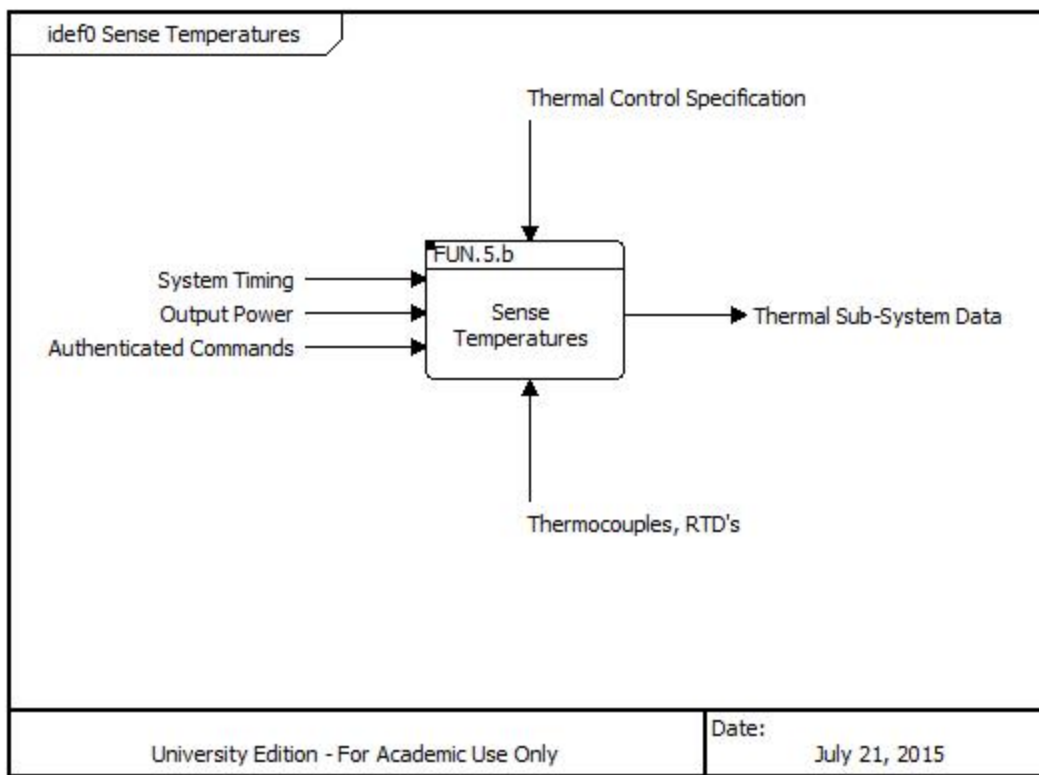 idef0 Sense Temperatures
Thermal Control Specification
FUN.5.b
System Timing
Output Power
Authenticated Commands
Sense
Temperatures
Thermal Sub-System Data
Thermocouples, RTD's
University Edition - For Academic Use Only
Date:
July 21, 2015